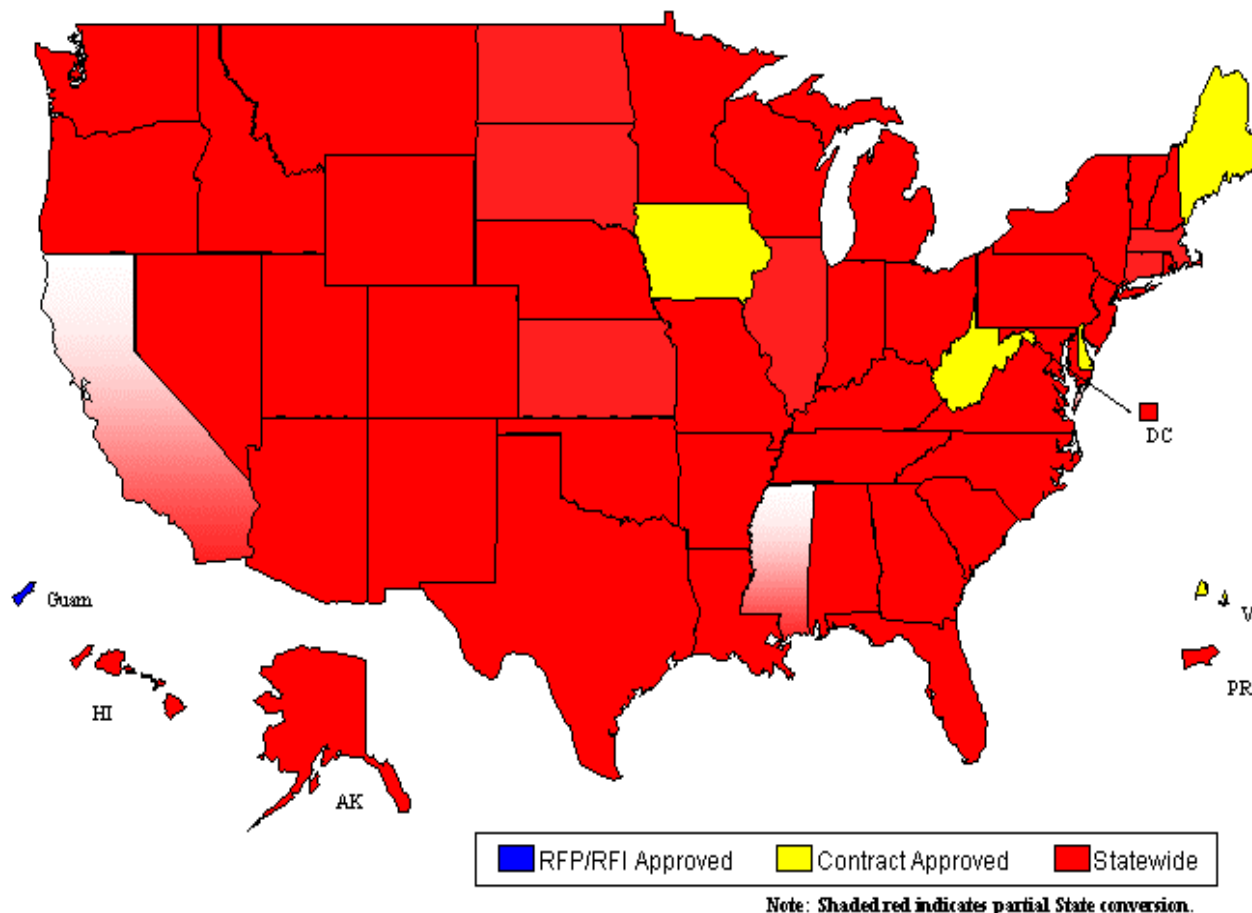 DC
Guam
V
PR
HI
AK
RFP/RFI Approved Contract Approved Statewide
Note: Shaded red indicates partial State conversion.